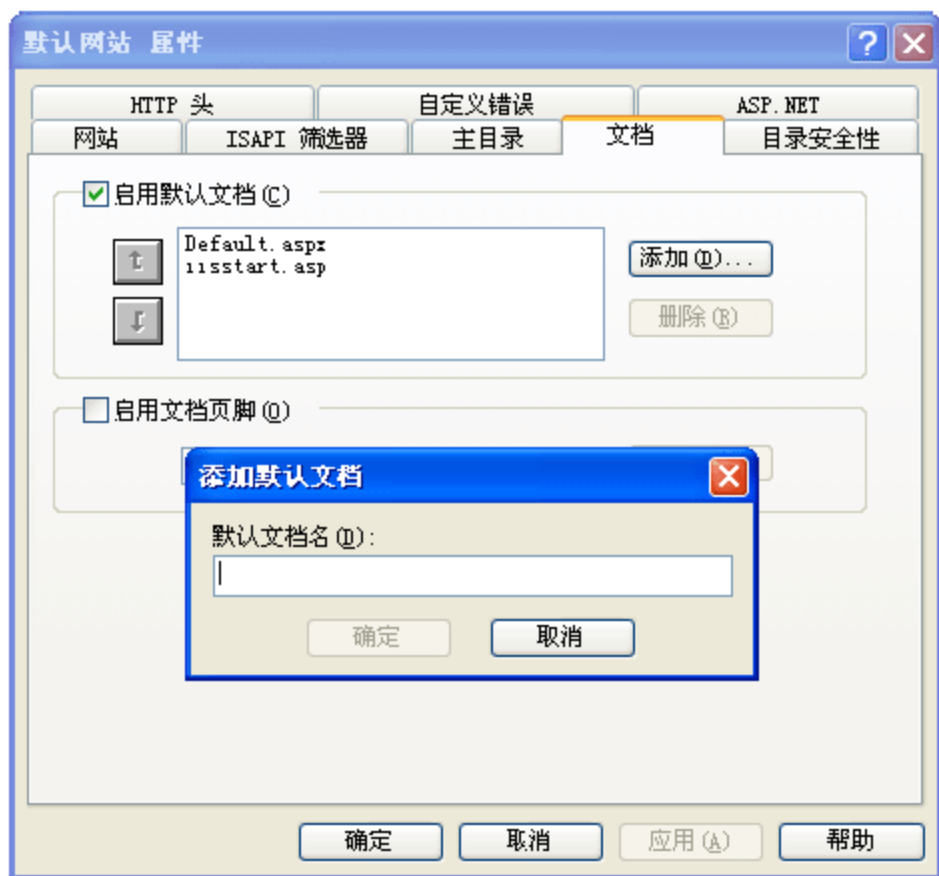 默认网站 属性
HTTP 头 自定义错误 ASP.NET
网站 ISAPI 筛选器 主目录 文档 目录安全性
启用默认文档(C)
Default.aspx
iisstart.asp
添加(D)...
删除(R)
启用文档页脚(O)
添加默认文档
默认文档名(D):
确定 取消
确定 取消 应用(A) 帮助